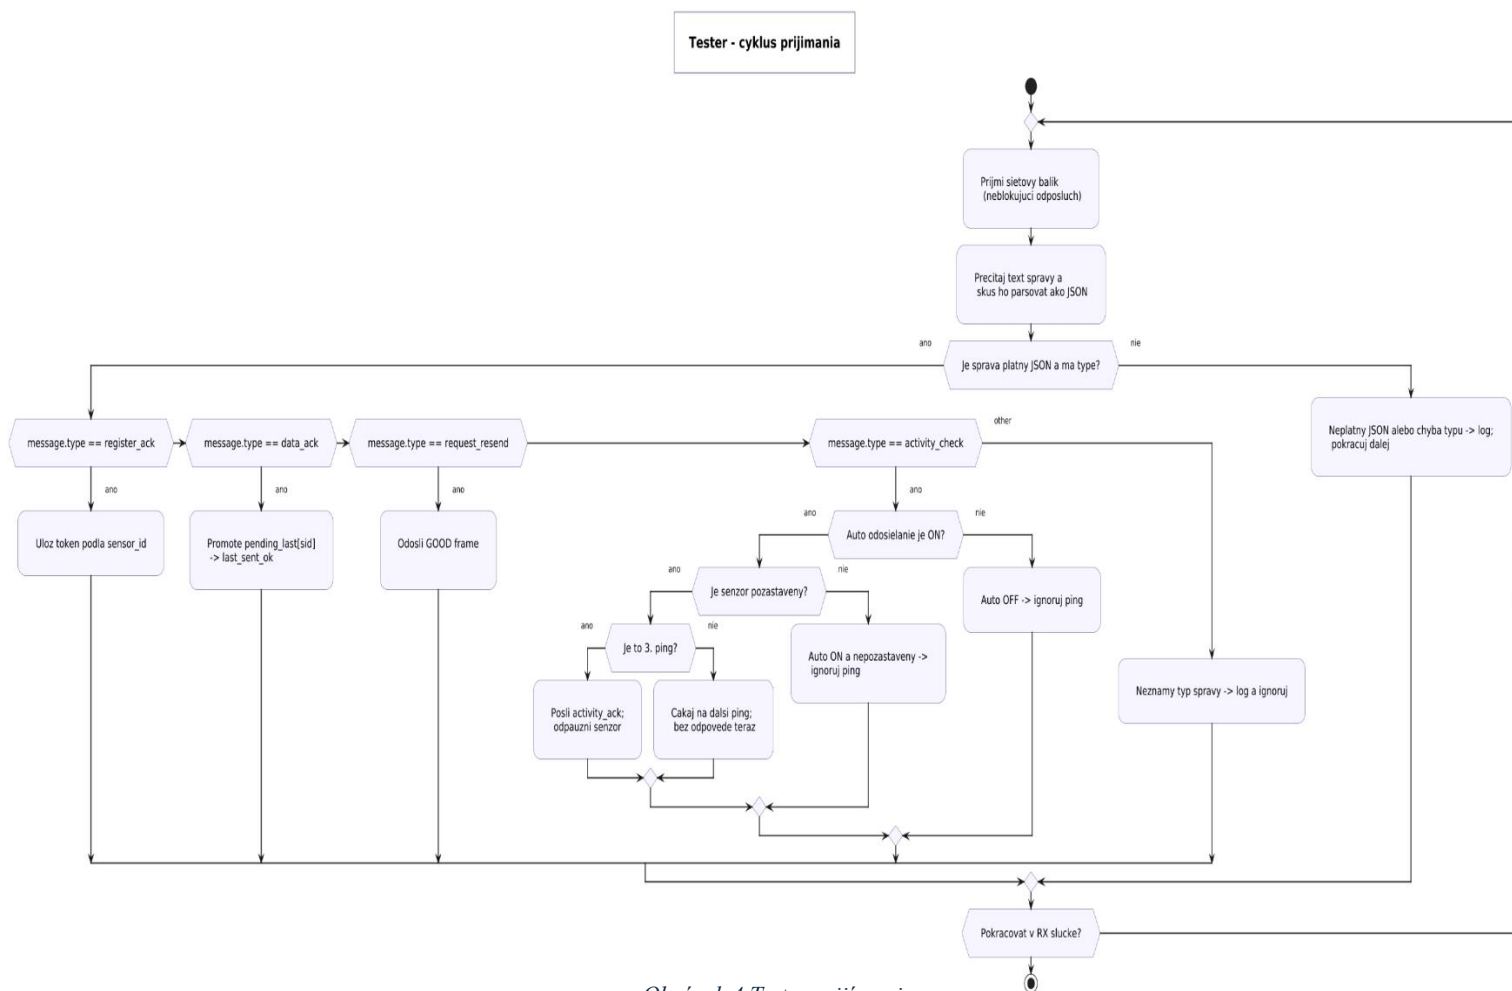 Tester - cyklus prijimania
Prijmi sietovy balik
(neblokujuci odposluch)
Precitaj text spravy a
skus ho parsovat ako JSON
ano
Je sprava platny JSON a ma type?
nie
message.type == register_ack
message.type == data_ack
message.type == request_resend
message.type == activity_check
other
Neplatny JSON alebo chyba typu -> log;
pokracuj dalej
ano
ano
ano
ano
Uloz token podla sensor_id
Promote pending_last[sid]
-> last_sent_ok
Odosli GOOD frame
ano
Auto odosielanie je ON?
nie
ano
Je senzor pozastaveny?
nie
Auto OFF -> ignoruj ping
ano
Je to 3. ping?
nie
Auto ON a nepozastaveny ->
ignoruj ping
Neznamy typ spravy -> log a ignoruj
Posli activity_ack;
odpauzni senzor
Cakaj na dalsi ping;
bez odpovede teraz
Pokracovat v RX slucke?